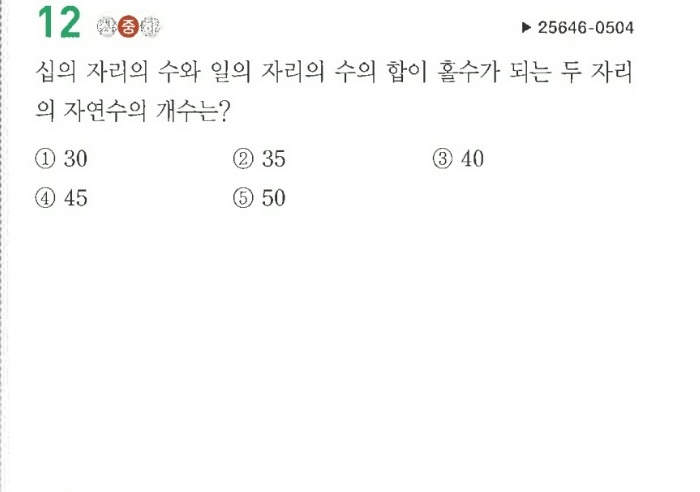 12 상 중 하
▶ 25646-0504
십의 자리의 수와 일의 자리의 수의 합이 홀수가 되는 두 자리
의 자연수의 개수는?
① 30 ② 35 ③ 40
④ 45 ⑤ 50